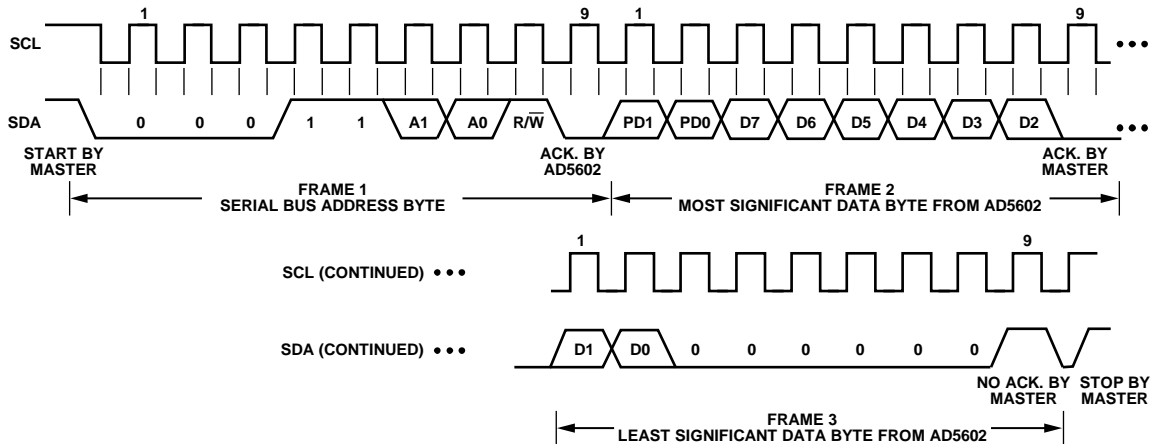 1 9 1 9
SCL
SDA 0 0 0 1 1 A1 A0 R/W̅ PD1 PD0 D7 D6 D5 D4 D3 D2
START BY
MASTER
ACK. BY
AD5602
ACK. BY
MASTER
FRAME 1
SERIAL BUS ADDRESS BYTE
FRAME 2
MOST SIGNIFICANT DATA BYTE FROM AD5602
1 9
SCL (CONTINUED)
SDA (CONTINUED) D1 D0 0 0 0 0 0 0
NO ACK. BY
MASTER
STOP BY
MASTER
FRAME 3
LEAST SIGNIFICANT DATA BYTE FROM AD5602